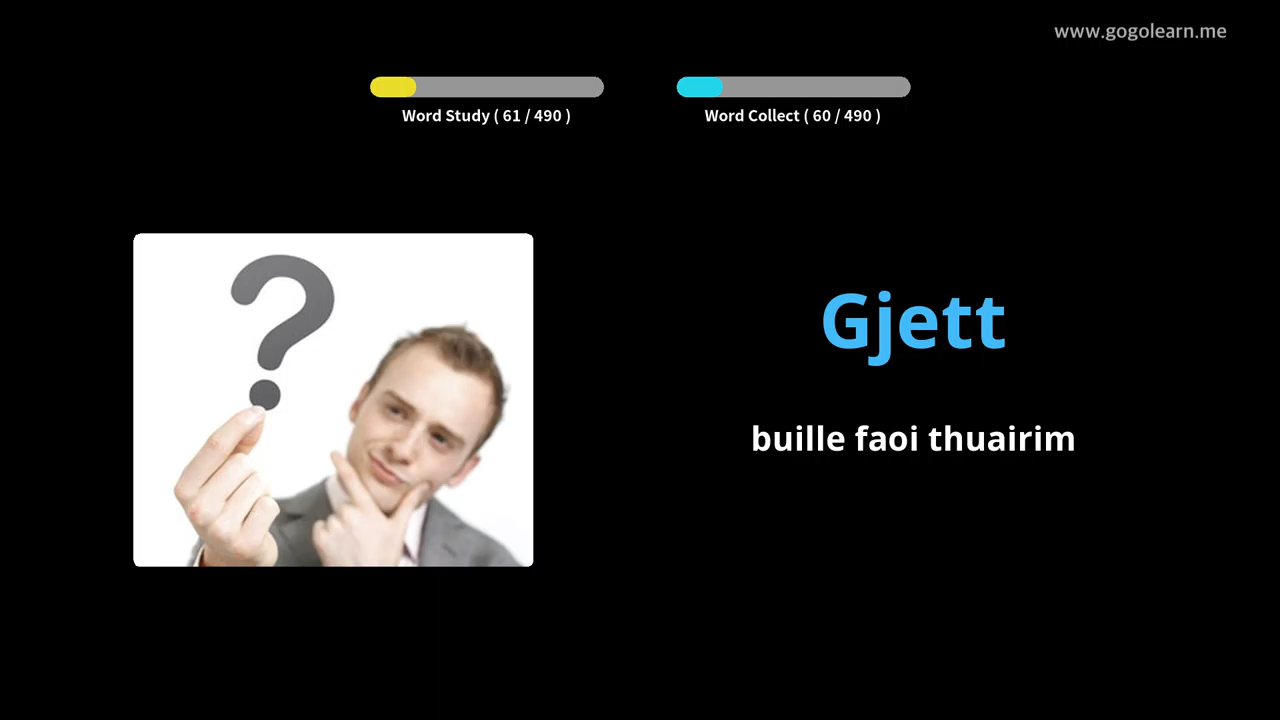 www.gogolearn.me
Word Study ( 61 / 490 )
Word Collect ( 60 / 490 )
Gjett
buille faoi thuairim